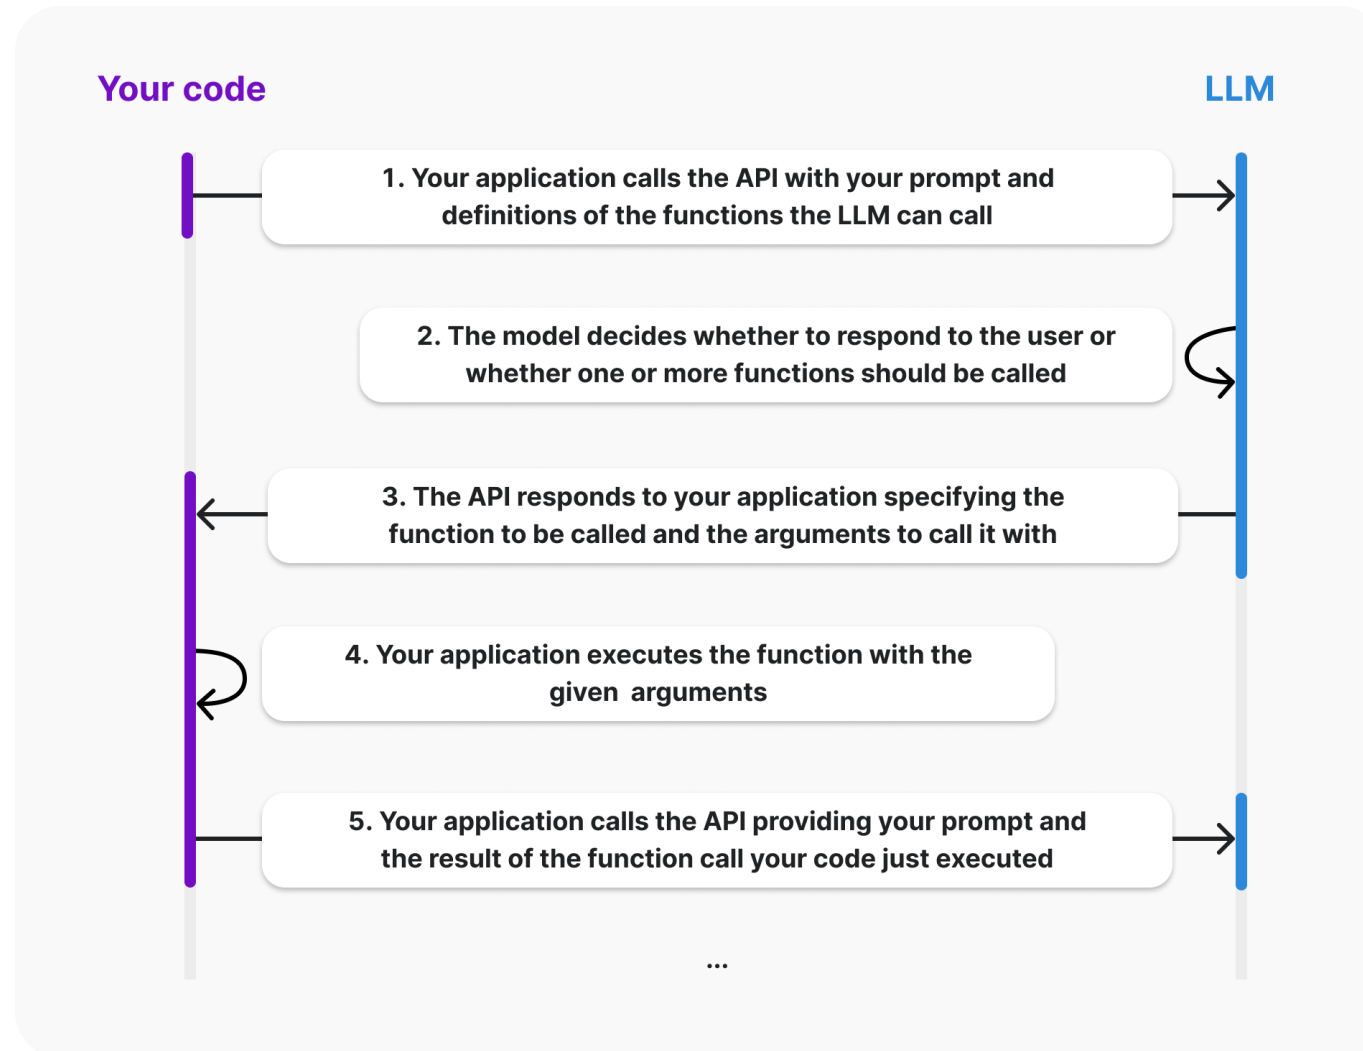 Your code
LLM
1. Your application calls the API with your prompt and
definitions of the functions the LLM can call
2. The model decides whether to respond to the user or
whether one or more functions should be called
3. The API responds to your application specifying the
function to be called and the arguments to call it with
4. Your application executes the function with the
given  arguments
5. Your application calls the API providing your prompt and
the result of the function call your code just executed
...